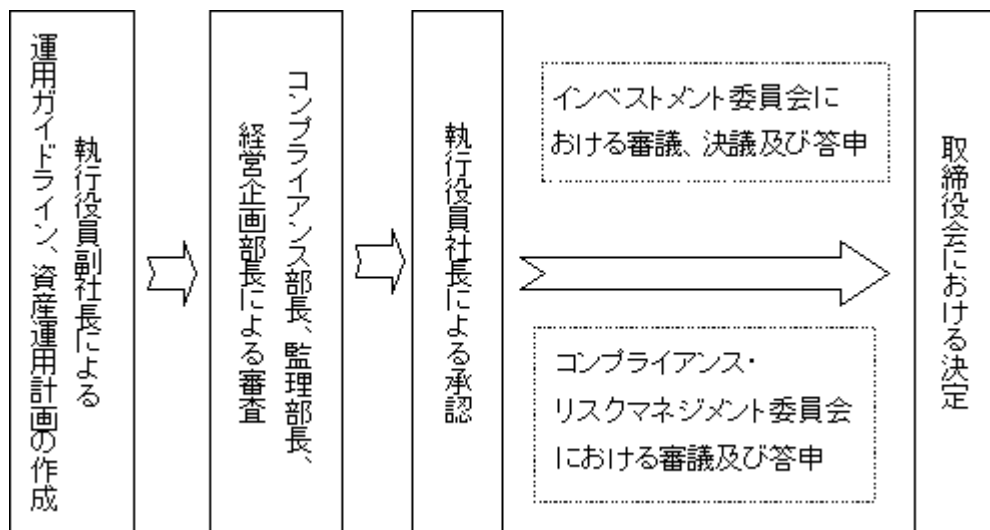 執行役員副社長による
運用ガイドライン、資産運用計画の作成
コンプライアンス部長、監理部長、
経営企画部長による審査
執行役員社長による承認
インベストメント委員会に
おける審議、決議及び答申
コンプライアンス・
リスクマネジメント委員会
における審議及び答申
取締役会における決定